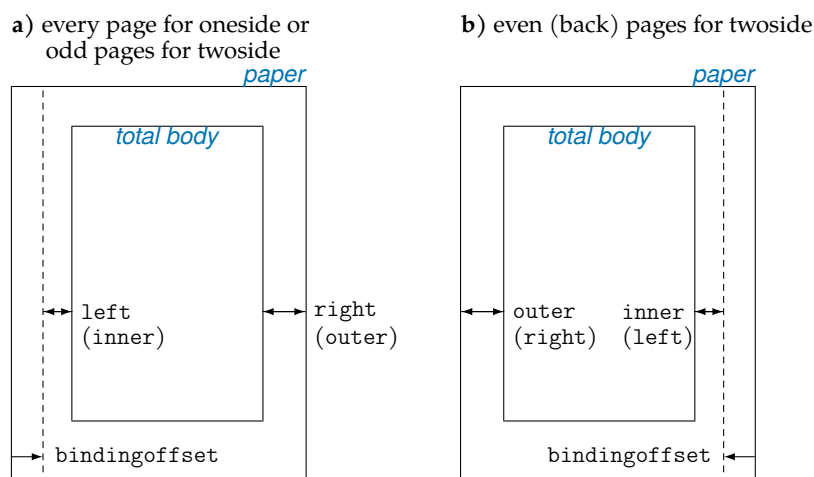 a) every page for oneside or
odd pages for twoside
paper
total body
left
(inner)
right
(outer)
bindingoffset
b) even (back) pages for twoside
paper
total body
outer
(right)
inner
(left)
bindingoffset